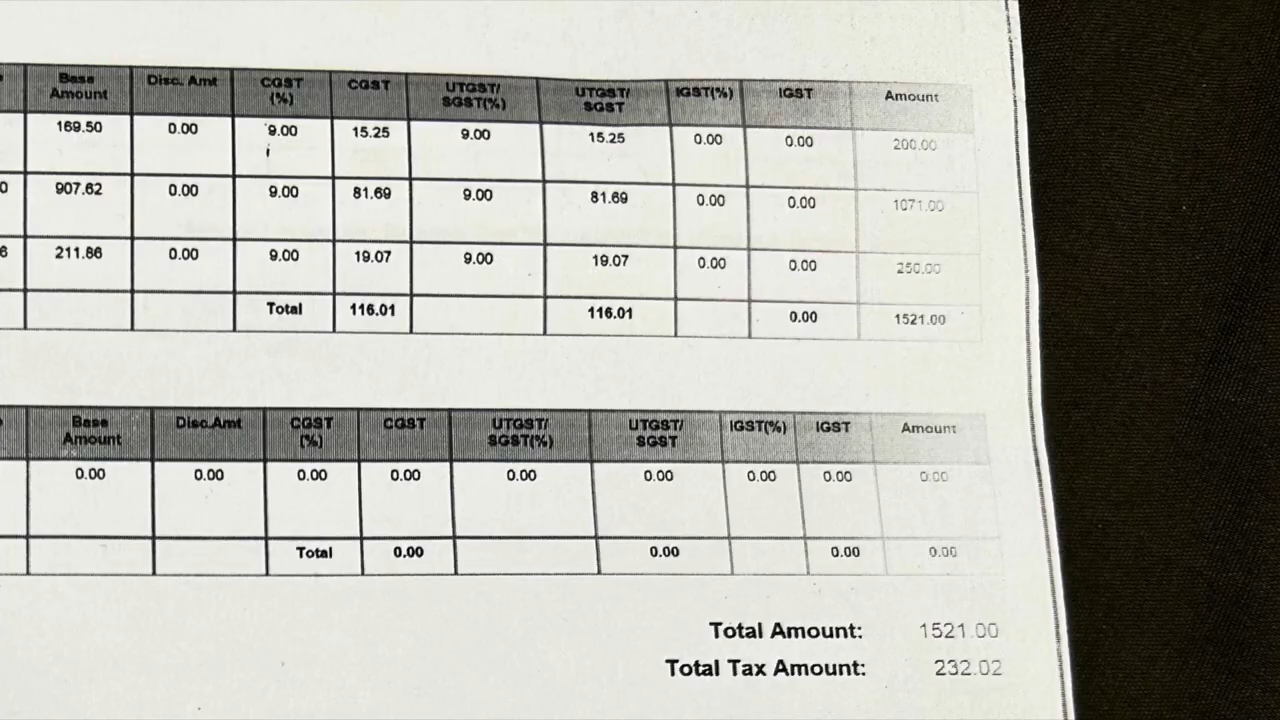 Base Amount Disc. Amt CGST (%) CGST UTGST/ SGST(%) UTGST/ SGST IGST(%) IGST Amount
169.50 0.00 9.00 15.25 9.00 15.25 0.00 0.00 200.00
0 907.62 0.00 9.00 81.69 9.00 81.69 0.00 0.00 1071.00
6 211.86 0.00 9.00 19.07 9.00 19.07 0.00 0.00 250.00
Total 116.01 116.01 0.00 1521.00
Base Amount Disc.Amt CGST (%) CGST UTGST/ SGST(%) UTGST/ SGST IGST(%) IGST Amount
0.00 0.00 0.00 0.00 0.00 0.00 0.00 0.00 0.00
Total 0.00 0.00 0.00 0.00
Total Amount: 1521.00
Total Tax Amount: 232.02